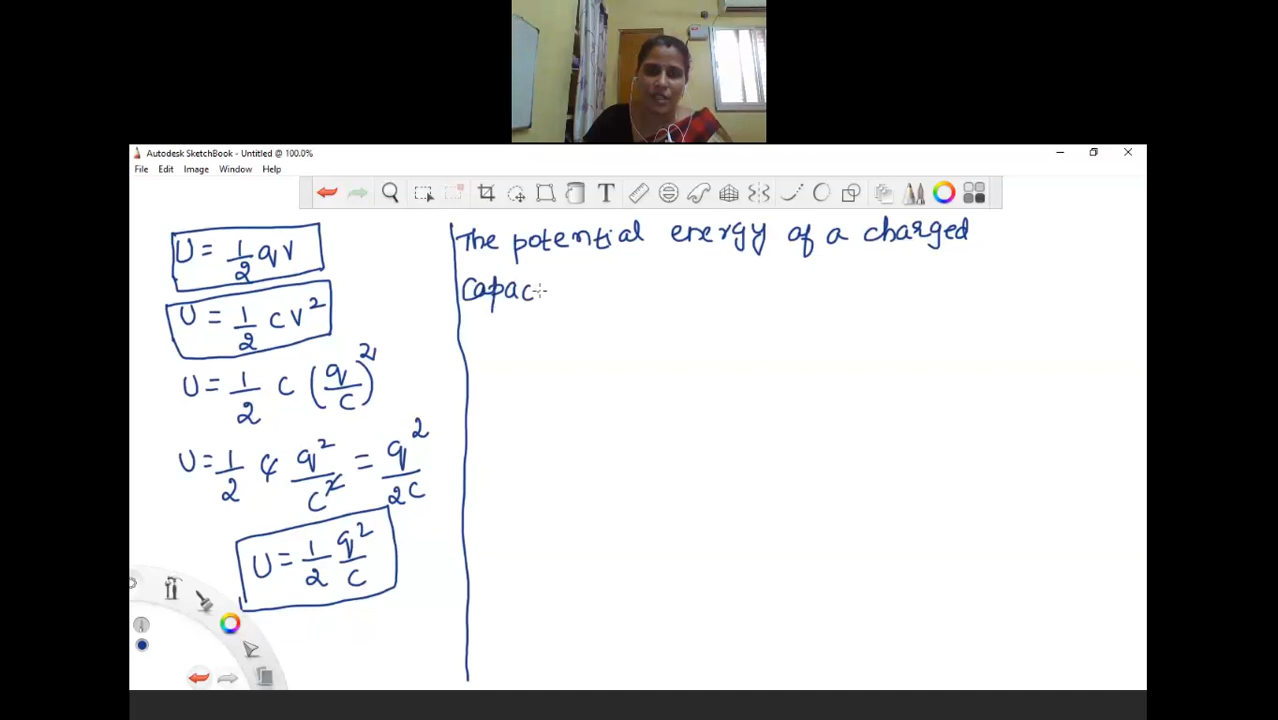 Autodesk SketchBook - Untitled @ 100.0%
File Edit Image Window Help
T
U = 1/2 qV
U = 1/2 CV²
U = 1/2 C (q/C)²
U = 1/2 C q²/C² = q²/2C
U = 1/2 q²/C
The potential energy of a charged
capac